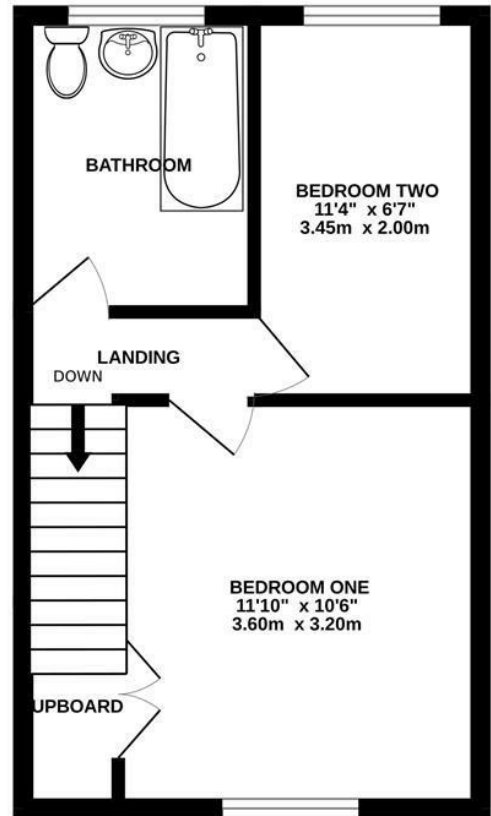 BATHROOM
BEDROOM TWO
11'4" x 6'7"
3.45m x 2.00m
LANDING
DOWN
BEDROOM ONE
11'10" x 10'6"
3.60m x 3.20m
UPBOARD